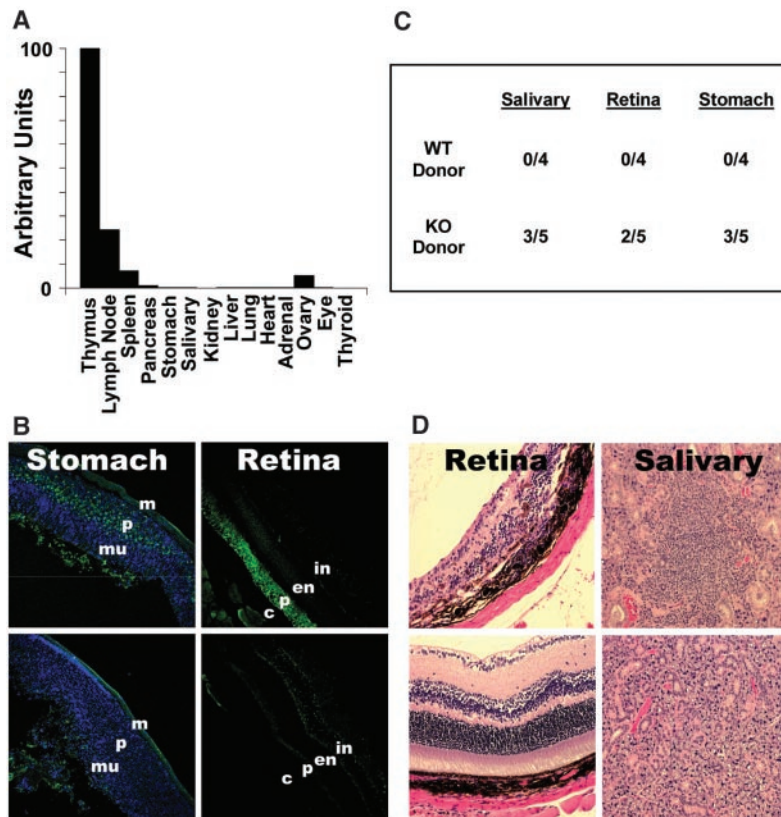 A
Arbitrary Units
100
0
Thymus
Lymph Node
Spleen
Pancreas
Stomach
Salivary
Kidney
Liver
Lung
Heart
Adrenal
Ovary
Eye
Thyroid
C
Salivary Retina Stomach
WT
Donor
0/4 0/4 0/4
KO
Donor
3/5 2/5 3/5
B
Stomach
m
p
mu
Retina
in
en
p
c
m
p
mu
in
en
p
c
D
Retina
Salivary